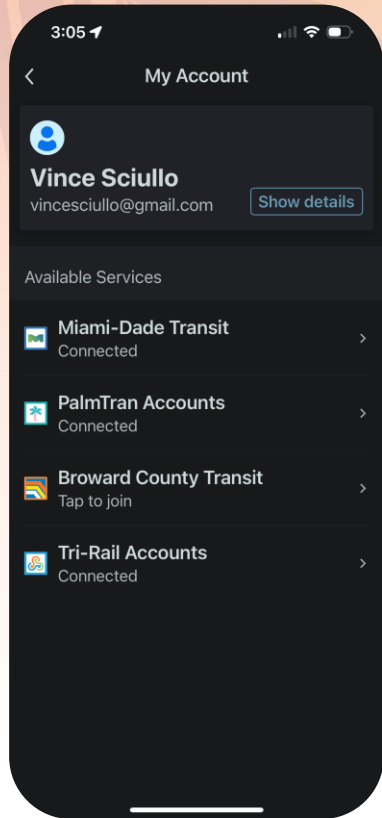 3:05
My Account
Vince Sciullo
vincesciullo@gmail.com
Show details
Available Services
Miami-Dade Transit
Connected
PalmTran Accounts
Connected
Broward County Transit
Tap to join
Tri-Rail Accounts
Connected